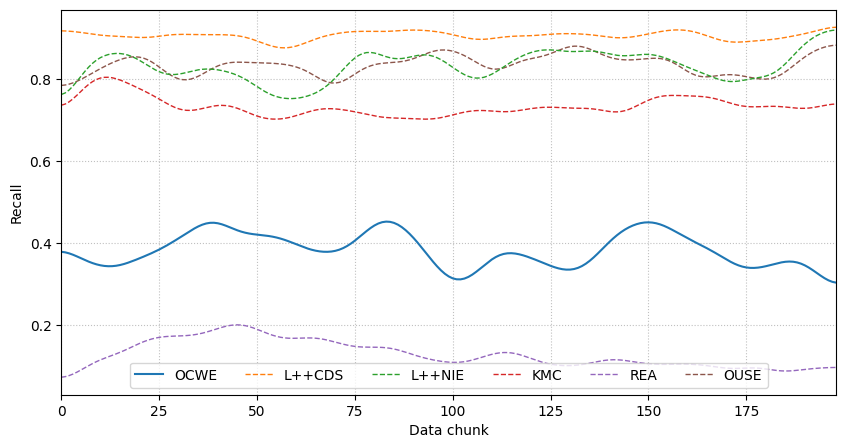 Recall
0.8
0.6
0.4
0.2
OCWE L++CDS L++NIE KMC REA OUSE
0 25 50 75 100 125 150 175
Data chunk